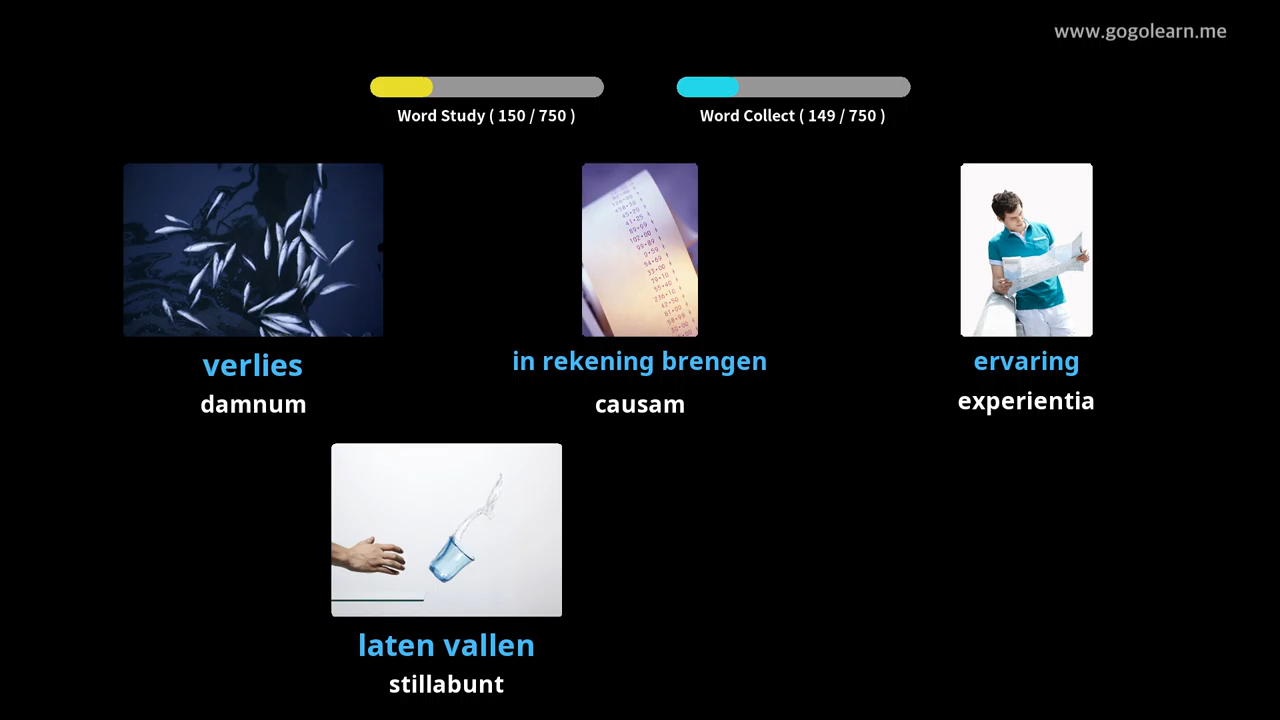 www.gogolearn.me
Word Study ( 150 / 750 )
Word Collect ( 149 / 750 )
verlies
damnum
in rekening brengen
causam
ervaring
experientia
laten vallen
stillabunt